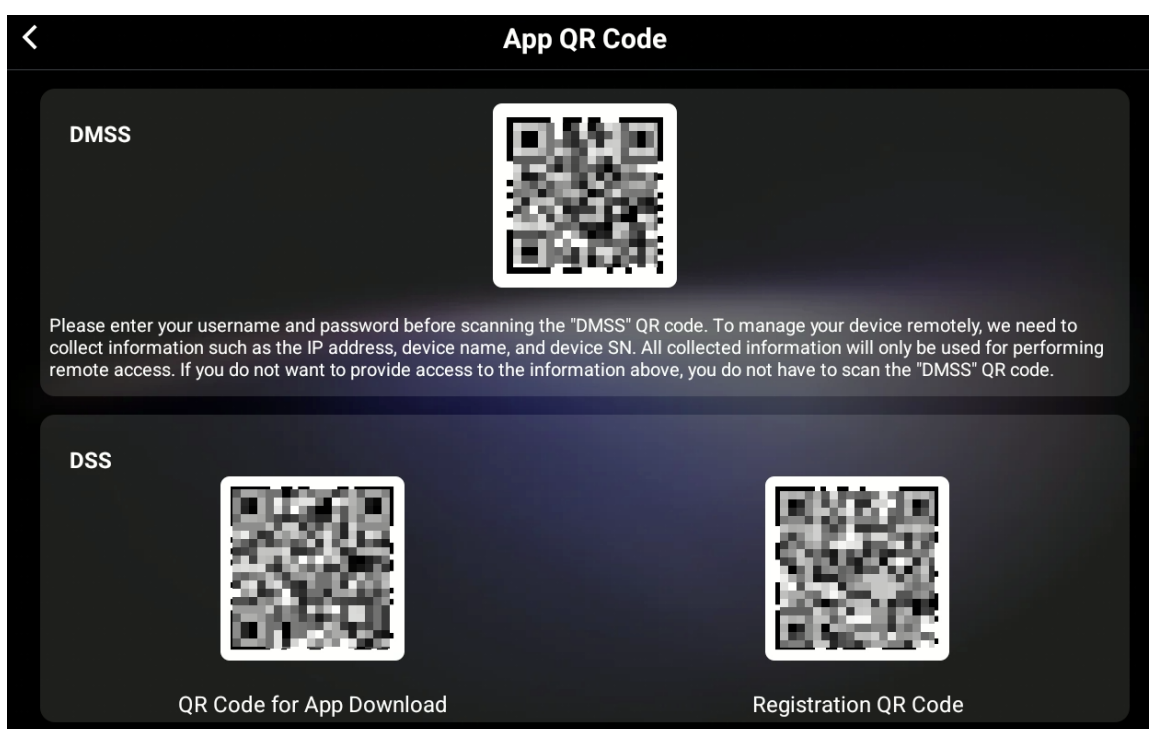 App QR Code
DMSS
Please enter your username and password before scanning the "DMSS" QR code. To manage your device remotely, we need to
collect information such as the IP address, device name, and device SN. All collected information will only be used for performing
remote access. If you do not want to provide access to the information above, you do not have to scan the "DMSS" QR code.
DSS
QR Code for App Download
Registration QR Code